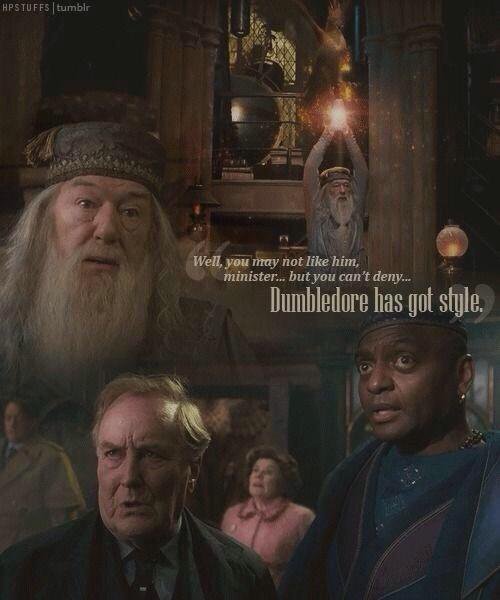 HPSTUFFS|tumblr
“Well, you may not like him,
minister... but you can't deny...
Dumbledore has got style.”